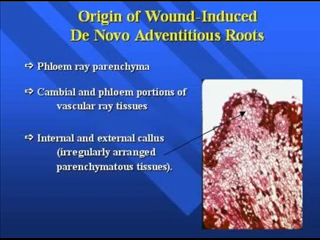 Origin of Wound-Induced
De Novo Adventitious Roots
➪ Phloem ray parenchyma
➪ Cambial and phloem portions of
vascular ray tissues
➪ Internal and external callus
(irregularly arranged
parenchymatous tissues).